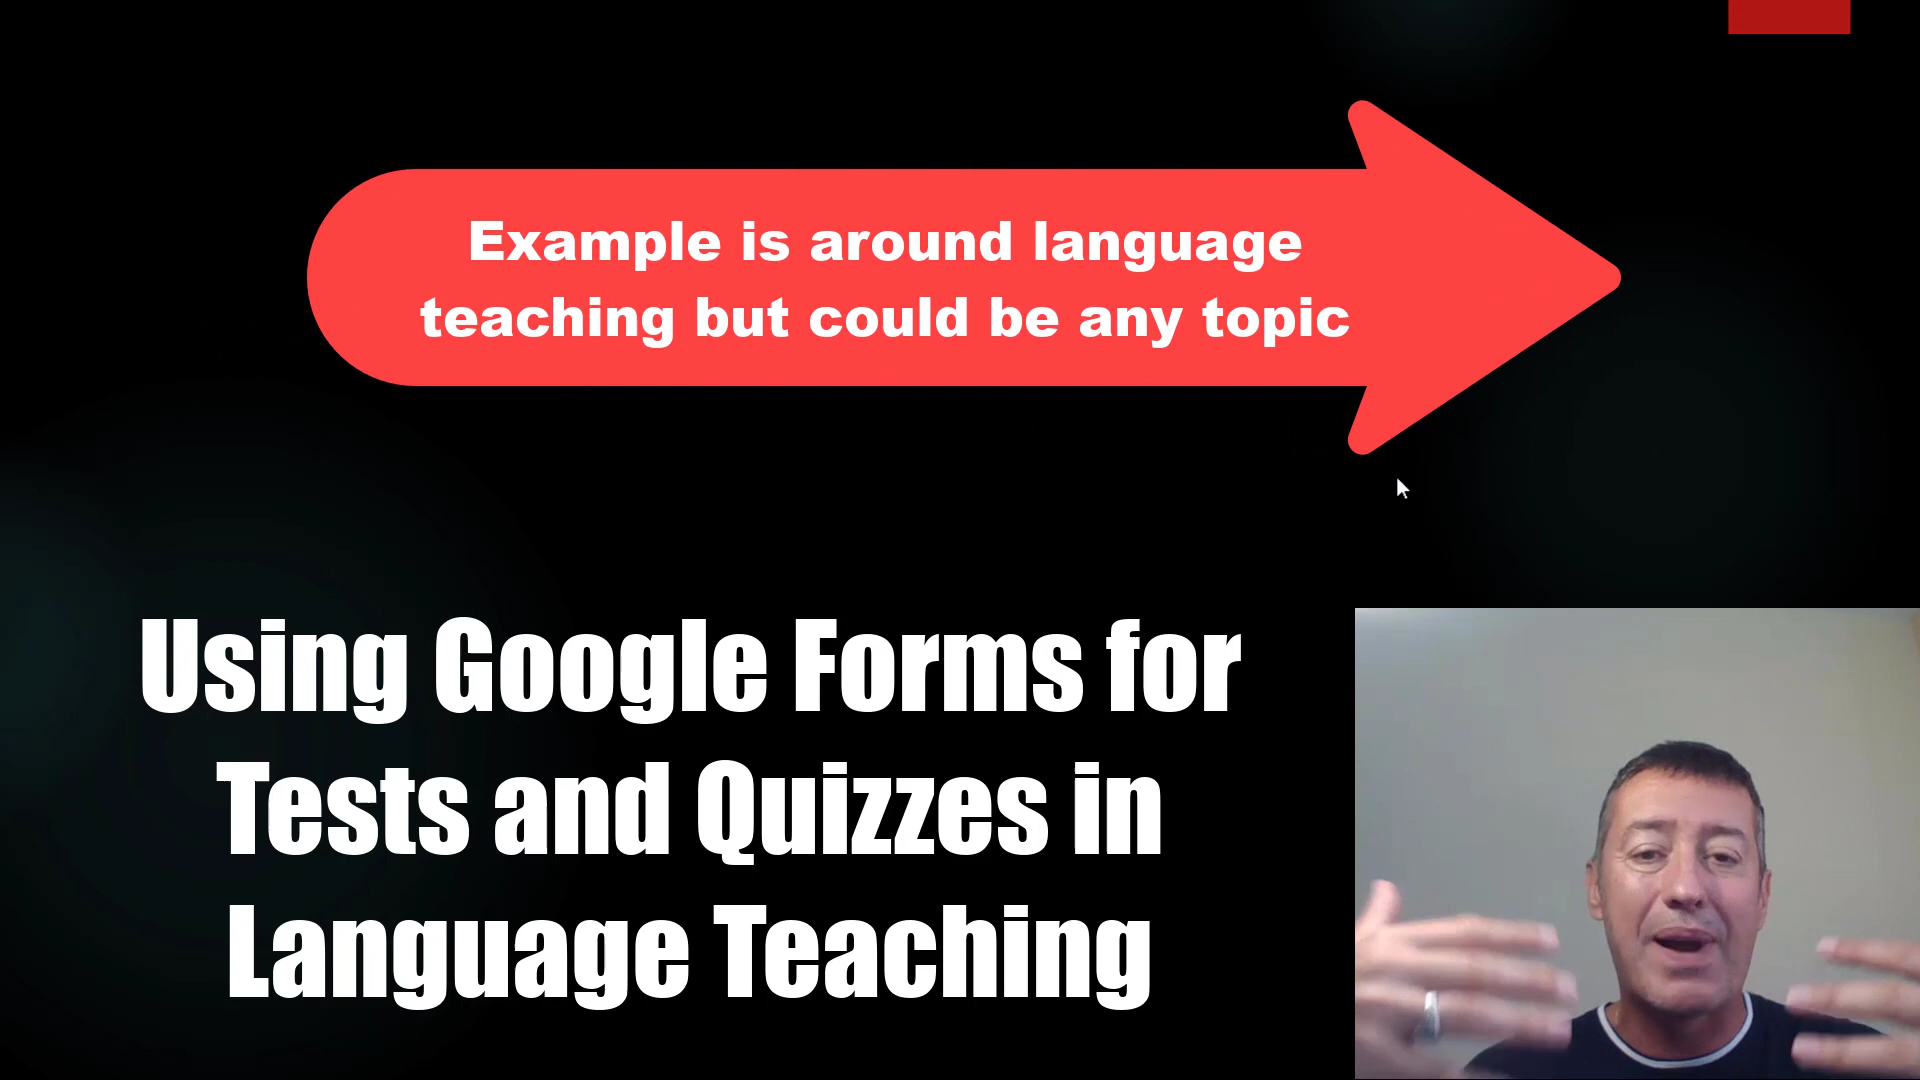 Example is around language
teaching but could be any topic
Using Google Forms for
Tests and Quizzes in
Language Teaching